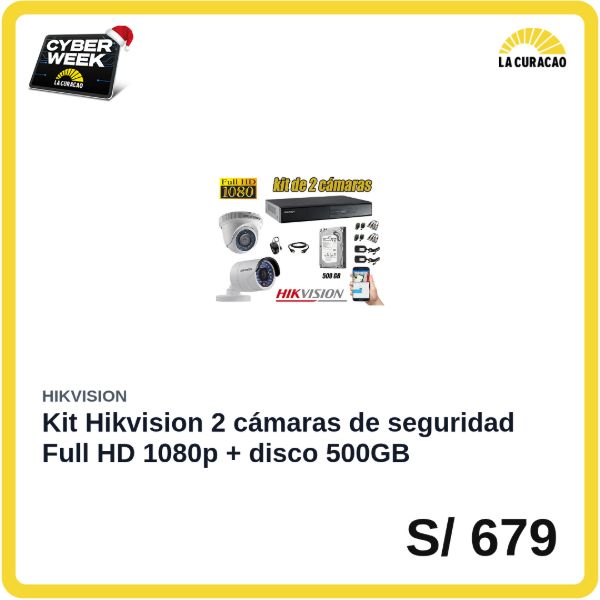 CYBER
WEEK
LA CURACAO
LA CURACAO
Full HD
1080
kit de 2 cámaras
500 GB
HIKVISION
HIKVISION
Kit Hikvision 2 cámaras de seguridad
Full HD 1080p + disco 500GB
S/ 679